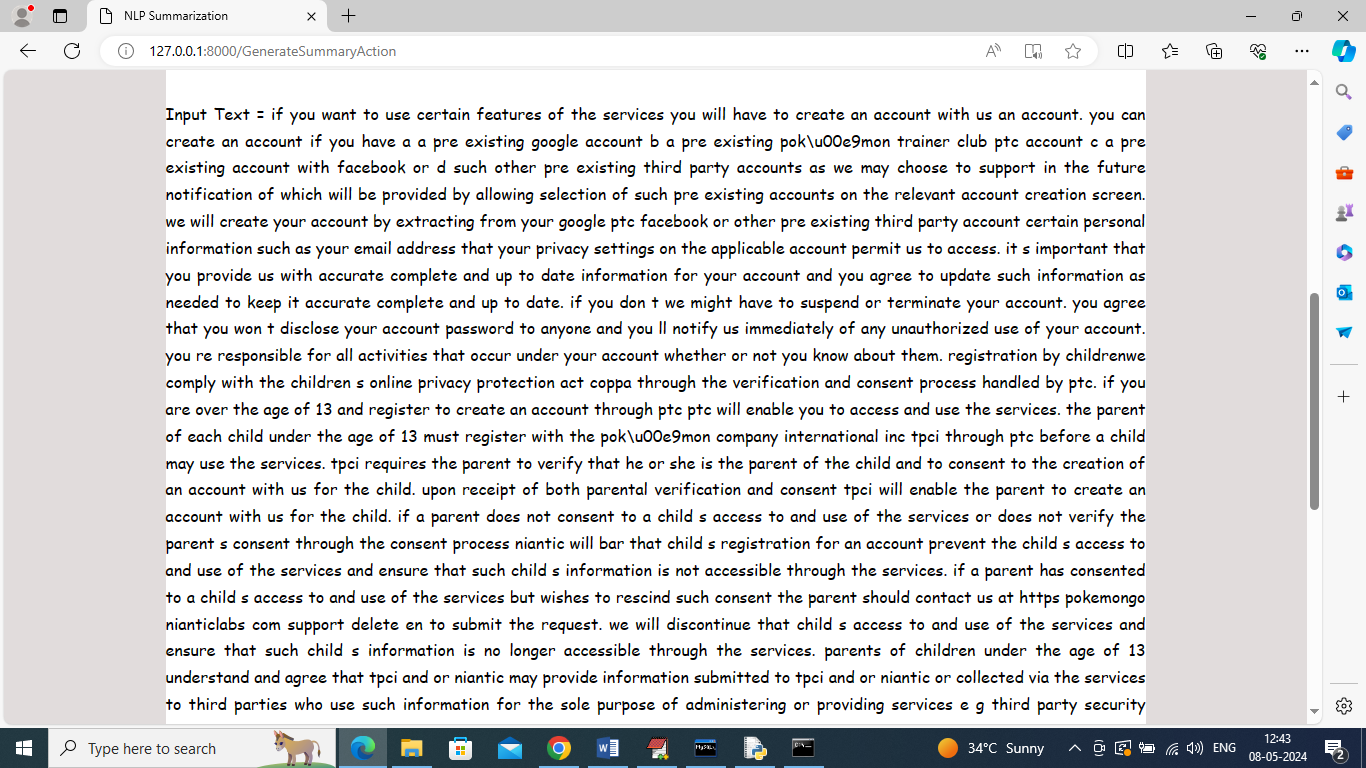 NLP Summarization
127.0.0.1:8000/GenerateSummaryAction
Input Text = if you want to use certain features of the services you will have to create an account with us an account. you can
create an account if you have a a pre existing google account b a pre existing pok\u00e9mon trainer club ptc account c a pre
existing account with facebook or d such other pre existing third party accounts as we may choose to support in the future
notification of which will be provided by allowing selection of such pre existing accounts on the relevant account creation screen.
we will create your account by extracting from your google ptc facebook or other pre existing third party account certain personal
information such as your email address that your privacy settings on the applicable account permit us to access. it s important that
you provide us with accurate complete and up to date information for your account and you agree to update such information as
needed to keep it accurate complete and up to date. if you don t we might have to suspend or terminate your account. you agree
that you won t disclose your account password to anyone and you ll notify us immediately of any unauthorized use of your account.
you re responsible for all activities that occur under your account whether or not you know about them. registration by childrenwe
comply with the children s online privacy protection act coppa through the verification and consent process handled by ptc. if you
are over the age of 13 and register to create an account through ptc ptc will enable you to access and use the services. the parent
of each child under the age of 13 must register with the pok\u00e9mon company international inc tpci through ptc before a child
may use the services. tpci requires the parent to verify that he or she is the parent of the child and to consent to the creation of
an account with us for the child. upon receipt of both parental verification and consent tpci will enable the parent to create an
account with us for the child. if a parent does not consent to a child s access to and use of the services or does not verify the
parent s consent through the consent process niantic will bar that child s registration for an account prevent the child s access to
and use of the services and ensure that such child s information is not accessible through the services. if a parent has consented
to a child s access to and use of the services but wishes to rescind such consent the parent should contact us at https pokemongo
nianticlabs com support delete en to submit the request. we will discontinue that child s access to and use of the services and
ensure that such child s information is no longer accessible through the services. parents of children under the age of 13
understand and agree that tpci and or niantic may provide information submitted to tpci and or niantic or collected via the services
to third parties who use such information for the sole purpose of administering or providing services e g third party security
Type here to search
34°C Sunny
ENG
12:43
08-05-2024
2